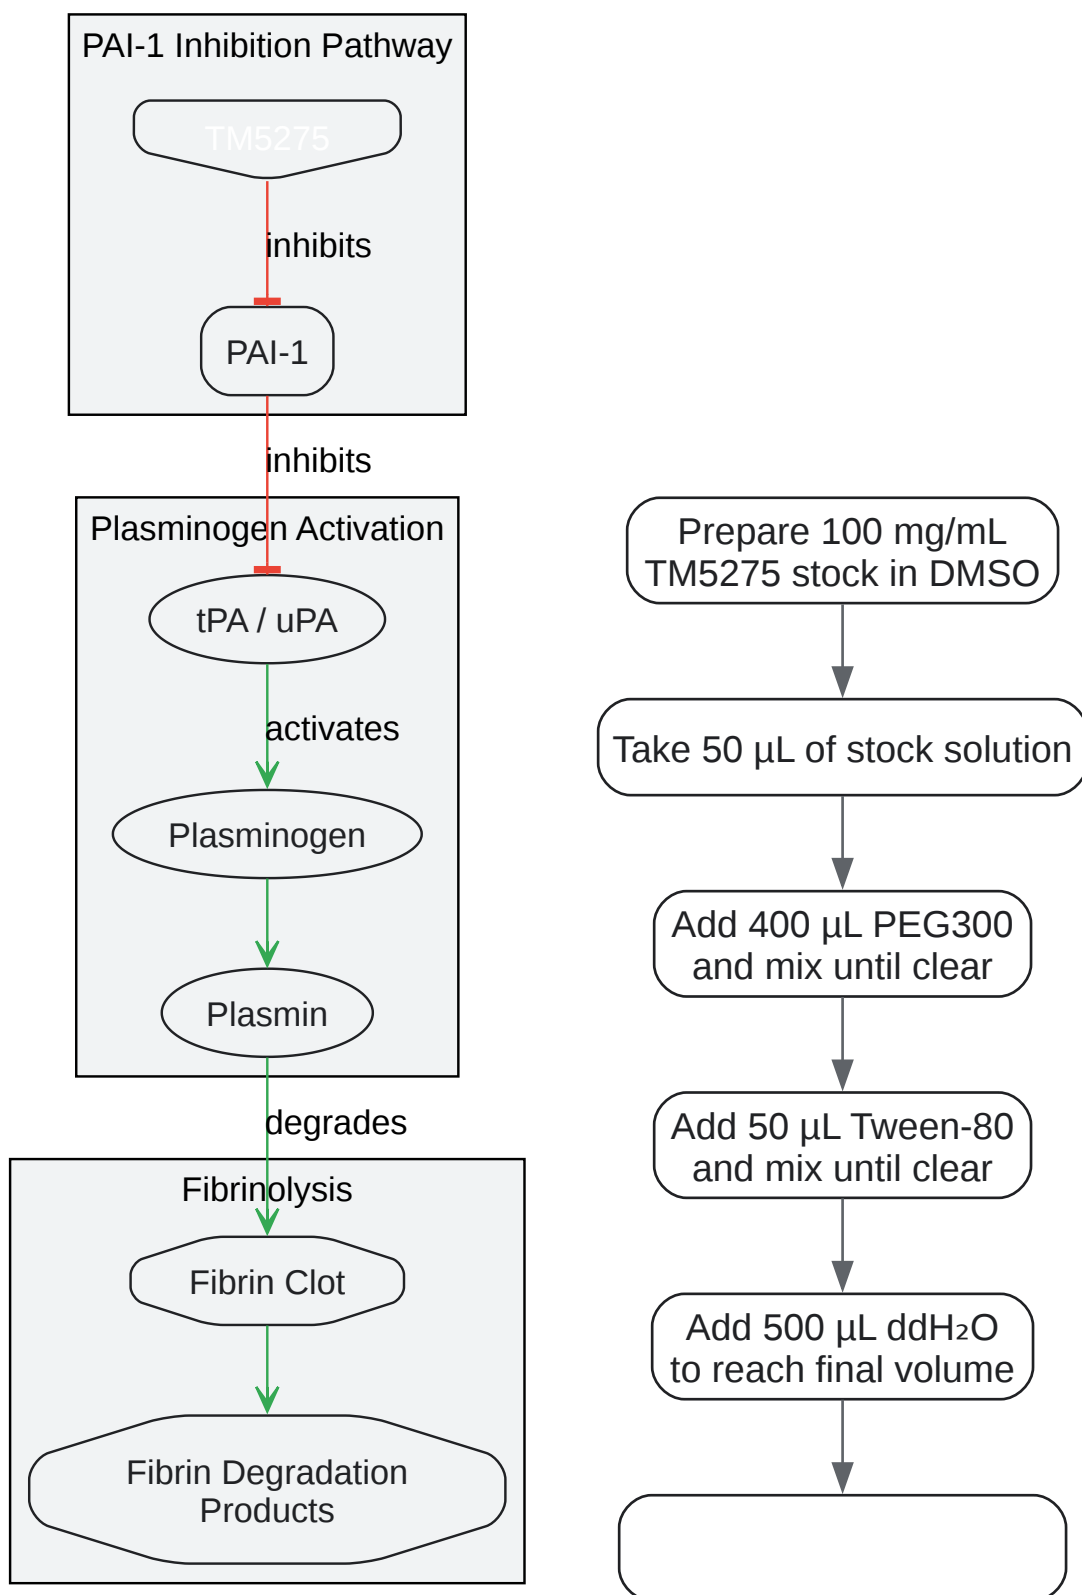 PAI-1 Inhibition Pathway
TM5275
inhibits
PAI-1
inhibits
Plasminogen Activation
tPA / uPA
activates
Plasminogen
Plasmin
degrades
Fibrinolysis
Fibrin Clot
Fibrin Degradation
Products
Prepare 100 mg/mL
TM5275 stock in DMSO
Take 50 µL of stock solution
Add 400 µL PEG300
and mix until clear
Add 50 µL Tween-80
and mix until clear
Add 500 µL ddH₂O
to reach final volume